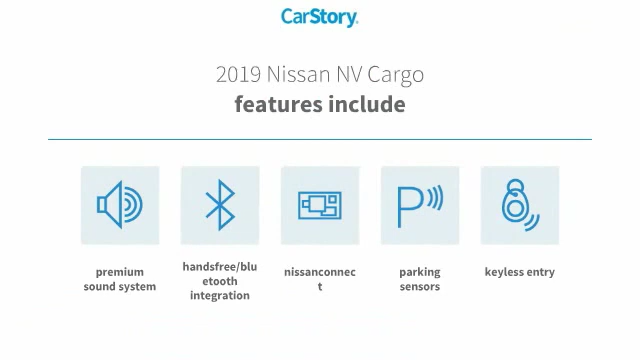 CarStory.
2019 Nissan NV Cargo
features include
premium
sound system
handsfree/blu
etooth
integration
nissanconnec
t
P
parking
sensors
keyless entry